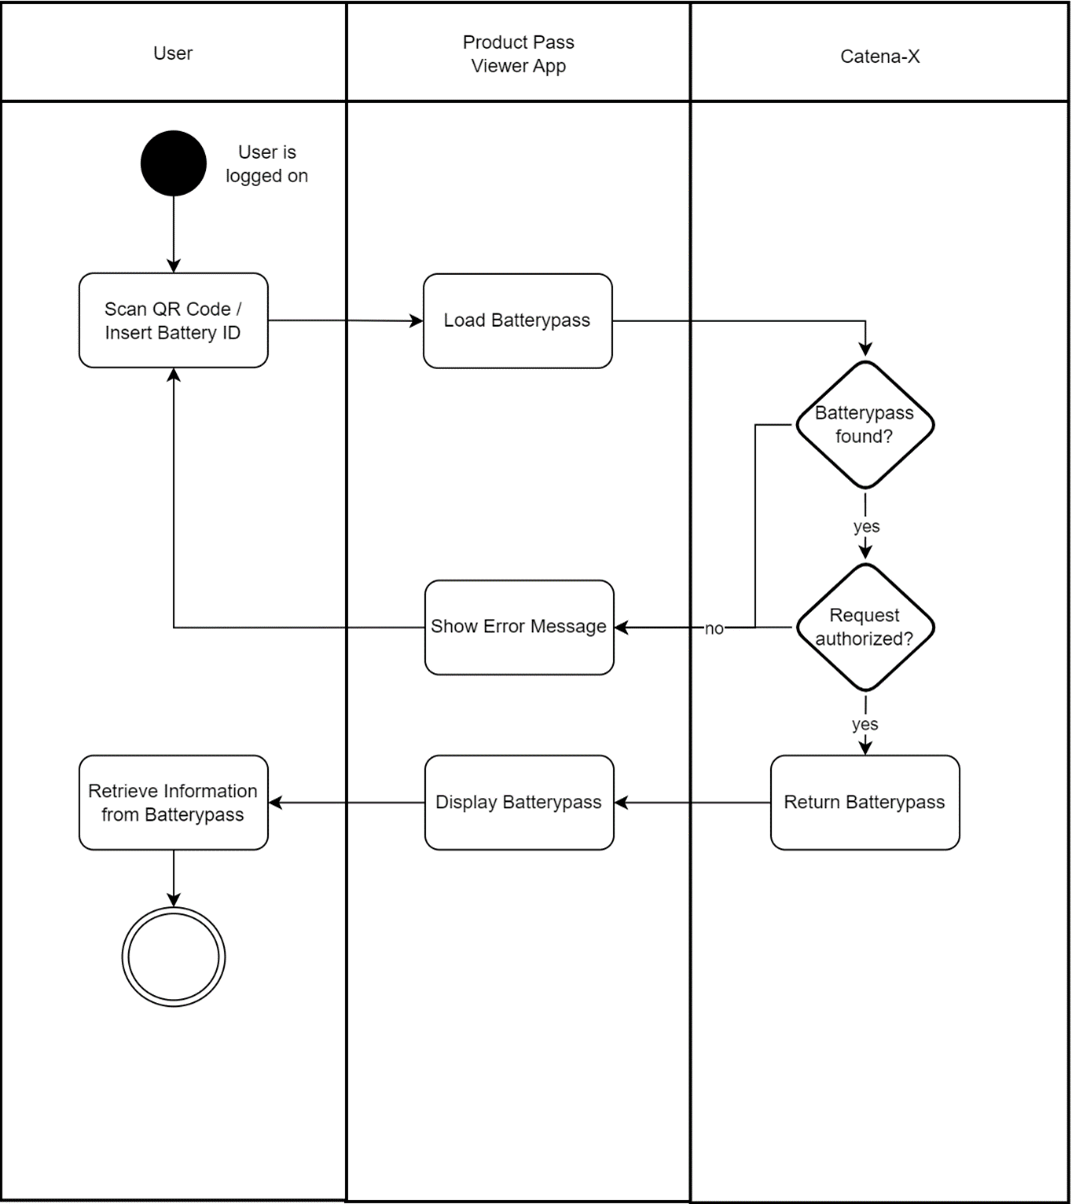 User
Product Pass
Viewer App
Catena-X
User is
logged on
Scan QR Code /
Insert Battery ID
Load Batterypass
Batterypass
found?
yes
Show Error Message
no
Request
authorized?
yes
Retrieve Information
from Batterypass
Display Batterypass
Return Batterypass